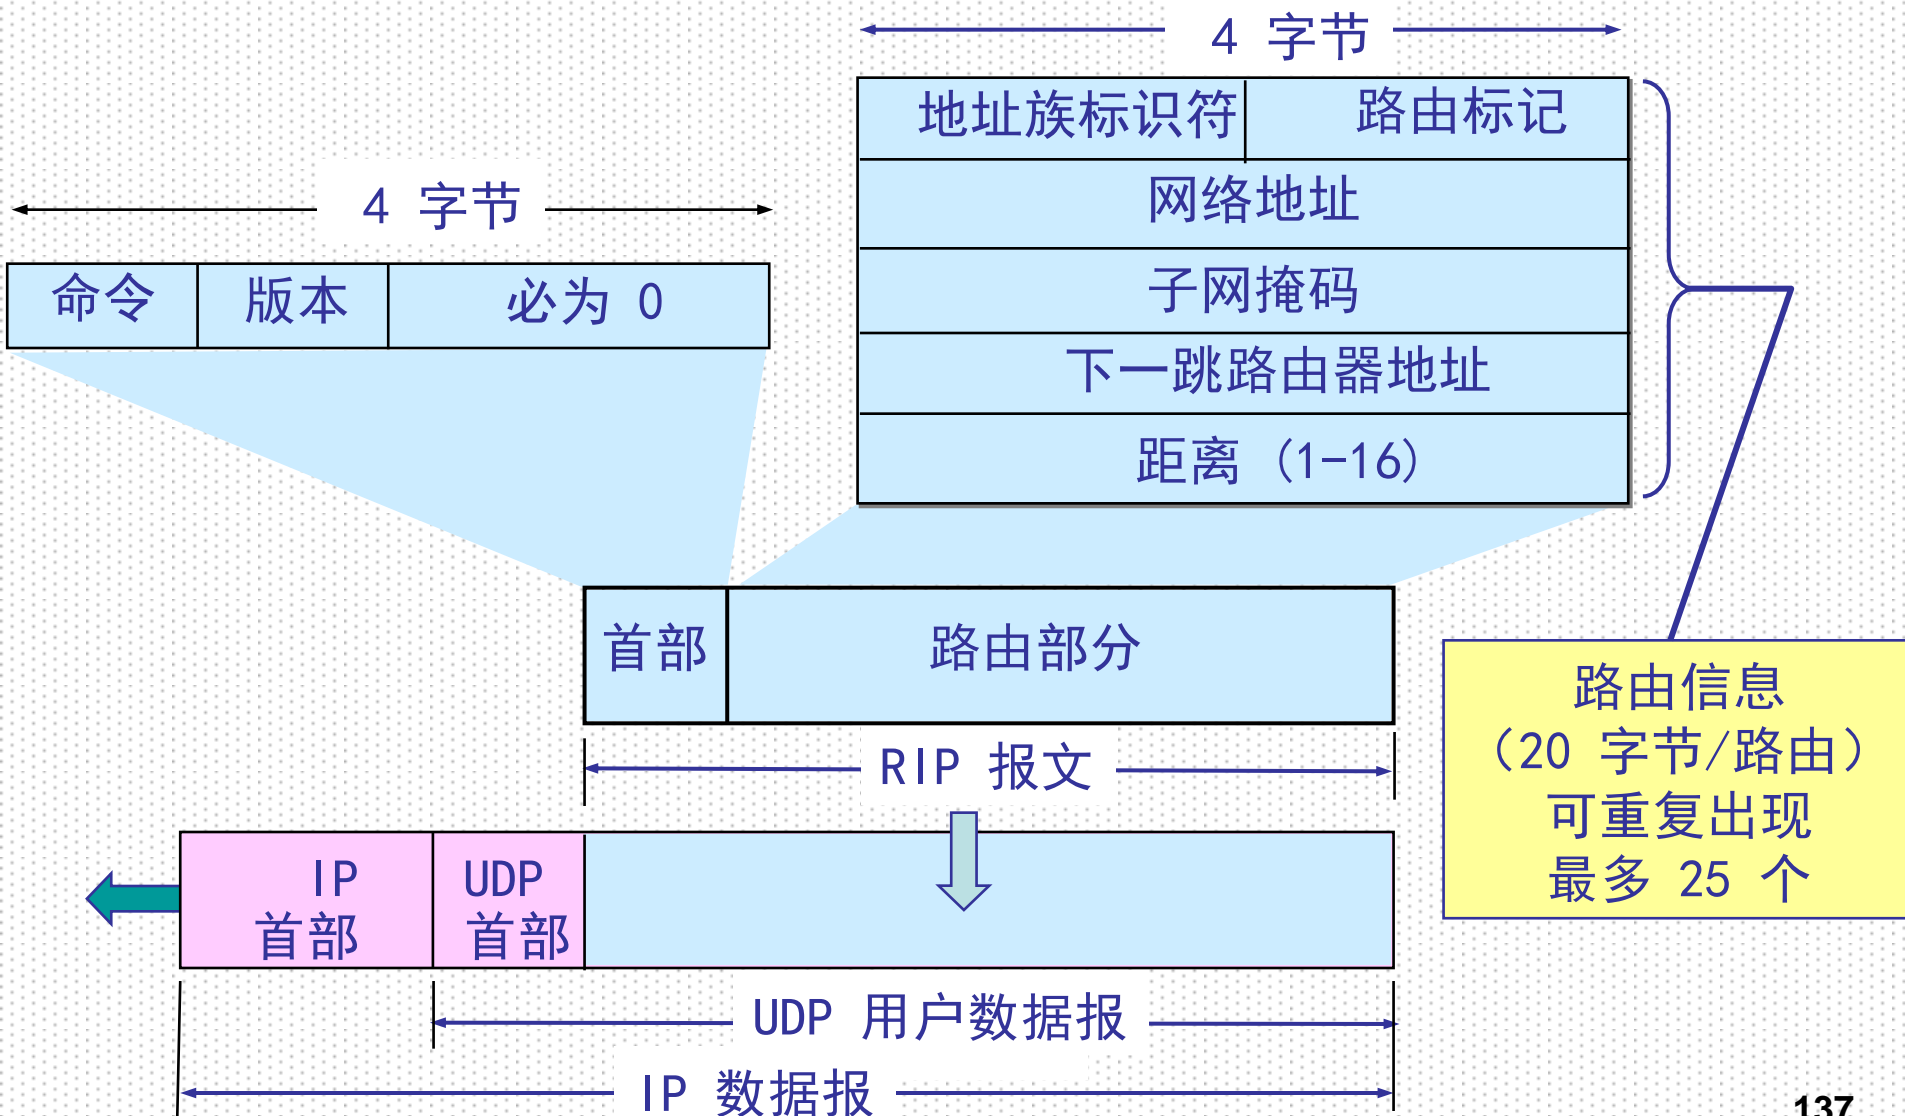 4 字节
地址族标识符 路由标记
网络地址
子网掩码
下一跳路由器地址
距离 (1-16)
4 字节
命令 版本 必为 0
首部 路由部分
RIP 报文
路由信息
（20 字节/路由）
可重复出现
最多 25 个
IP
首部
UDP
首部
UDP 用户数据报
IP 数据报
137